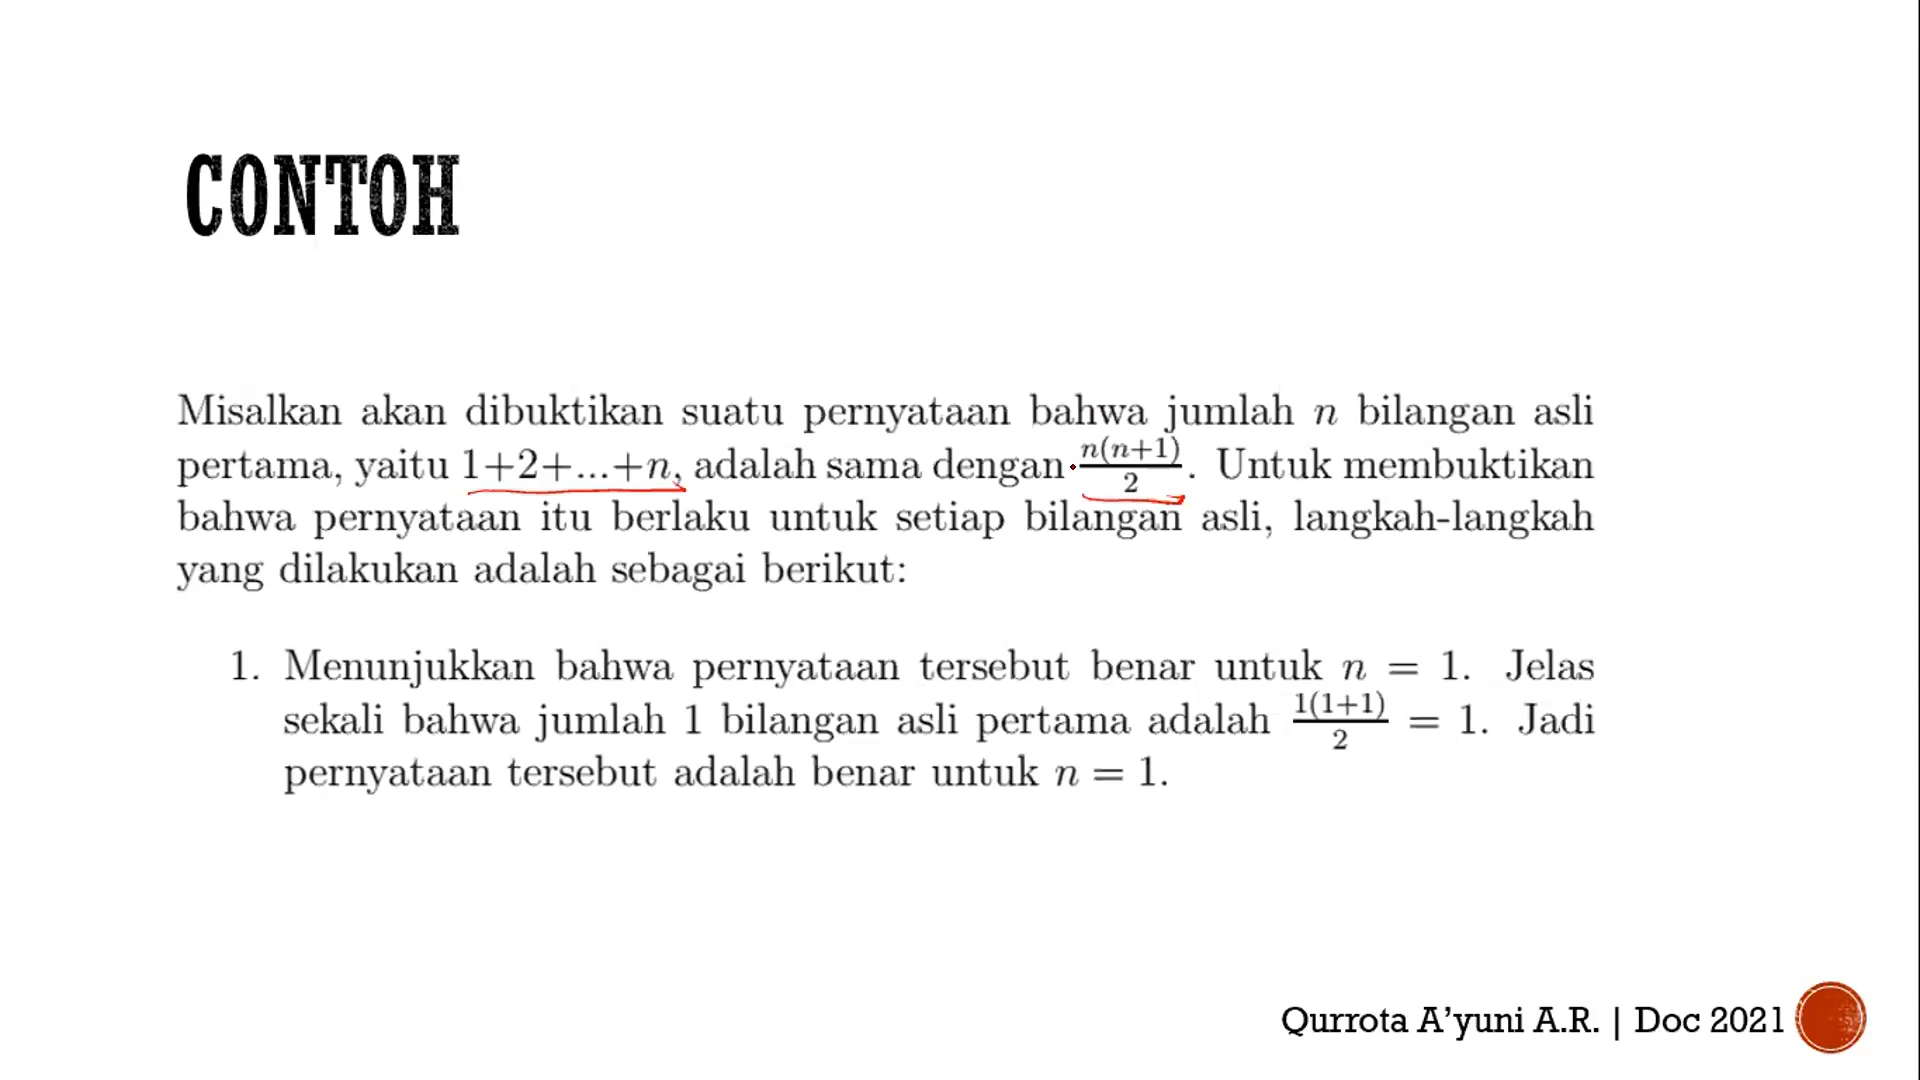 CONTOH
Misalkan akan dibuktikan suatu pernyataan bahwa jumlah n bilangan asli
pertama, yaitu 1+2+...+n, adalah sama dengan n(n+1)/2. Untuk membuktikan
bahwa pernyataan itu berlaku untuk setiap bilangan asli, langkah-langkah
yang dilakukan adalah sebagai berikut:
1. Menunjukkan bahwa pernyataan tersebut benar untuk n = 1. Jelas
sekali bahwa jumlah 1 bilangan asli pertama adalah 1(1+1)/2 = 1. Jadi
pernyataan tersebut adalah benar untuk n = 1.
Qurrota A'yuni A.R. | Doc 2021